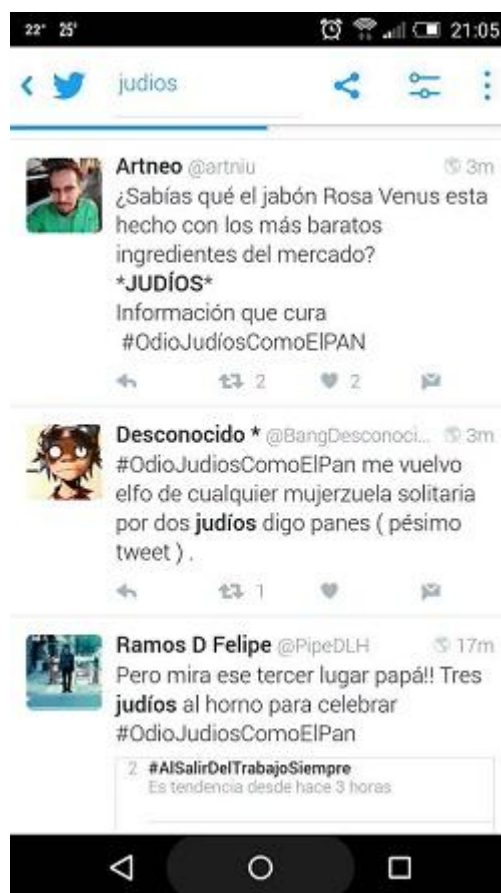 22° 25'
21:05
judios
Artneo @artniu 3m
¿Sabías qué el jabón Rosa Venus esta
hecho con los más baratos
ingredientes del mercado?
*JUDÍOS*
Información que cura
#OdioJudíosComoElPAN
2 2
Desconocido * @BangDesconoci... 3m
#OdioJudiosComoElPan me vuelvo
elfo de cualquier mujerzuela solitaria
por dos judíos digo panes ( pésimo
tweet ) .
1
Ramos D Felipe @PipeDLH 17m
Pero mira ese tercer lugar papá!! Tres
judíos al horno para celebrar
#OdioJudiosComoElPan
2 #AlSalirDelTrabajoSiempre
Es tendencia desde hace 3 horas